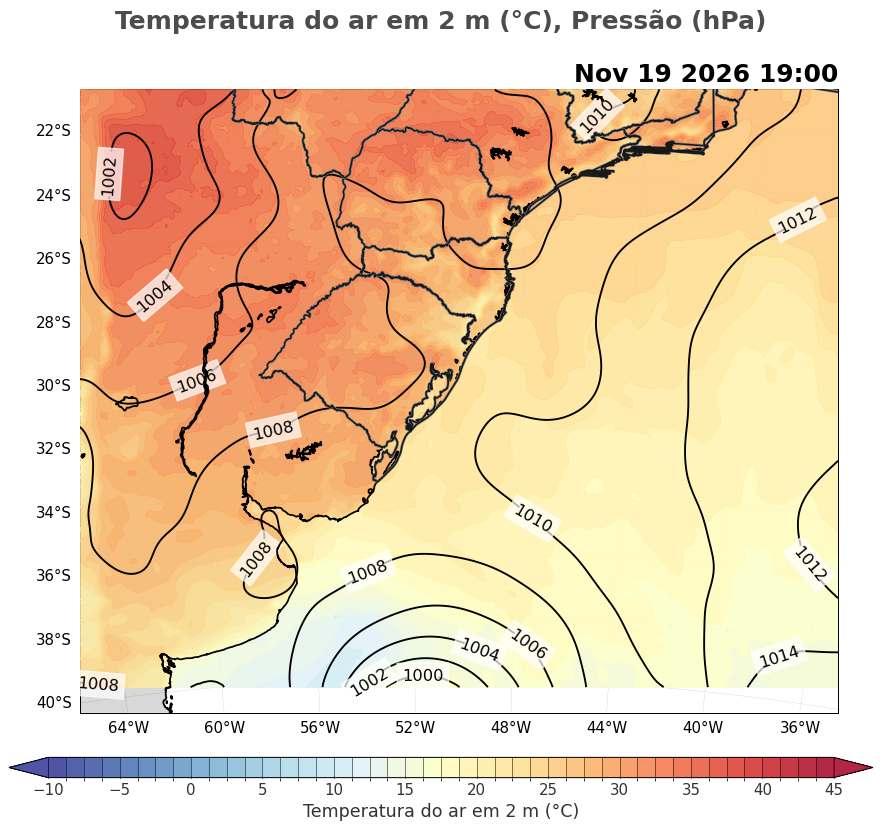 Temperatura do ar em 2 m (°C), Pressão (hPa)
Nov 19 2026 19:00
1010
22°S
1002
24°S
1012
26°S
1004
28°S
1006
30°S
1008
32°S
34°S
1010
1008
1012
36°S
1008
1006
38°S
1004
1014
1002
1000
1008
40°S
64°W 60°W 56°W 52°W 48°W 44°W 40°W 36°W
−10 −5 0 5 10 15 20 25 30 35 40 45
Temperatura do ar em 2 m (°C)